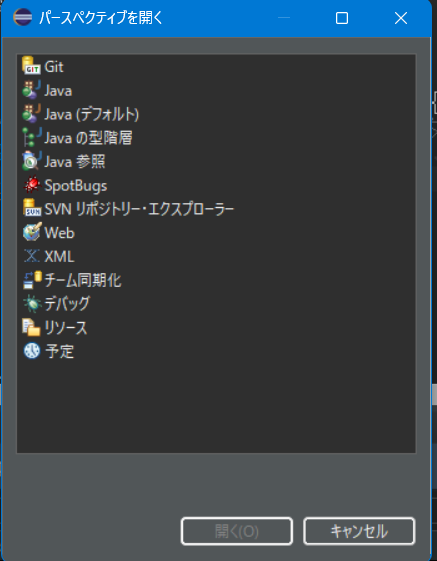 パースペクティブを開く
GIT Git
Java
Java (デフォルト)
Java の型階層
Java 参照
SpotBugs
SVN SVN リポジトリー・エクスプローラー
Web
XML
チーム同期化
デバッグ
リソース
予定
開く(O)
キャンセル